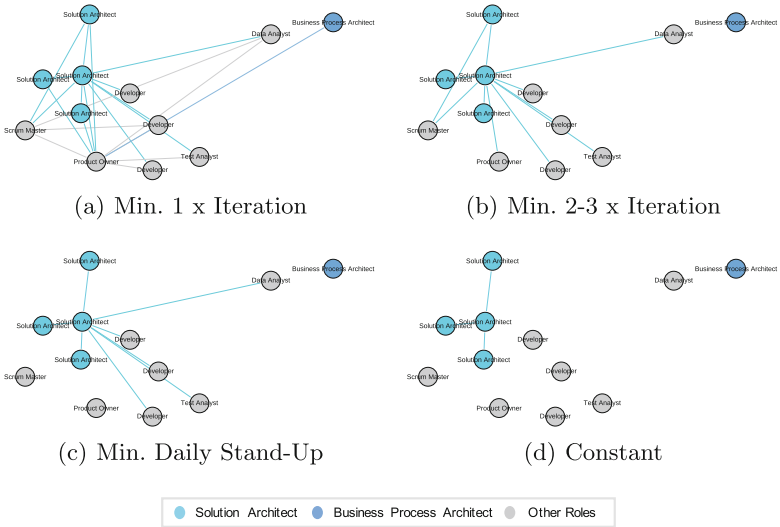 Solution Architect
Business Process Architect
Data Analyst
Solution Architect
Solution Architect
Developer
Solution Architect
Developer
Scrum Master
Product Owner
Test Analyst
Developer
(a) Min. 1 x Iteration
Solution Architect
Business Process Architect
Data Analyst
Solution Architect
Solution Architect
Developer
Solution Architect
Developer
Scrum Master
Product Owner
Test Analyst
Developer
(b) Min. 2-3 x Iteration
Solution Architect
Business Process Architect
Data Analyst
Solution Architect
Solution Architect
Developer
Solution Architect
Developer
Scrum Master
Product Owner
Test Analyst
Developer
(c) Min. Daily Stand-Up
Solution Architect
Business Process Architect
Data Analyst
Solution Architect
Solution Architect
Developer
Solution Architect
Developer
Scrum Master
Product Owner
Test Analyst
Developer
(d) Constant
Solution Architect Business Process Architect Other Roles